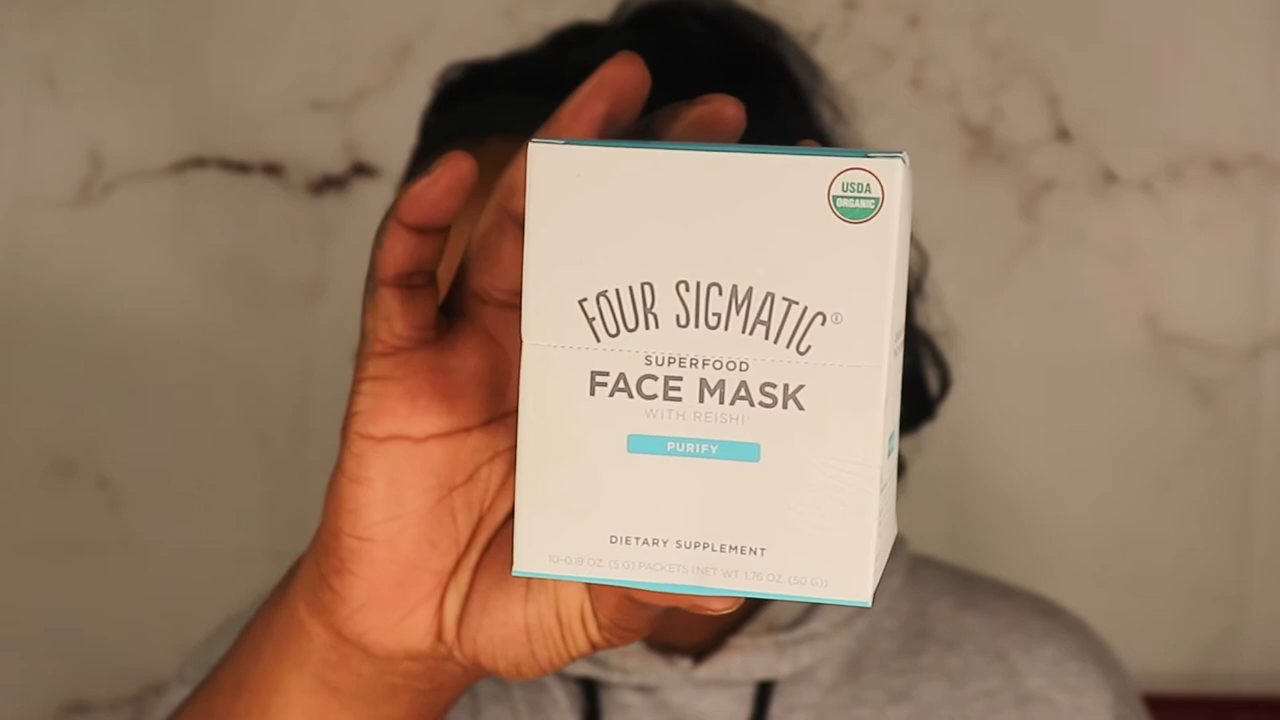 USDA
ORGANIC
FOUR SIGMATIC®
SUPERFOOD
FACE MASK
WITH REISHI
PURIFY
DIETARY SUPPLEMENT
10-0.18 OZ. (5 G) PACKETS (NET WT. 1.76 OZ. (50 G))